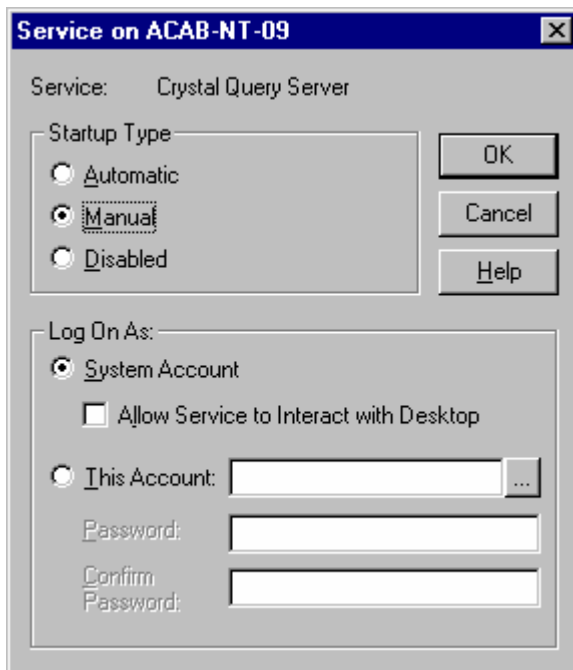 Service on ACAB-NT-09
Service: Crystal Query Server
Startup Type
Automatic
Manual
Disabled
OK
Cancel
Help
Log On As:
System Account
Allow Service to Interact with Desktop
This Account:
...
Password:
Confirm
Password: